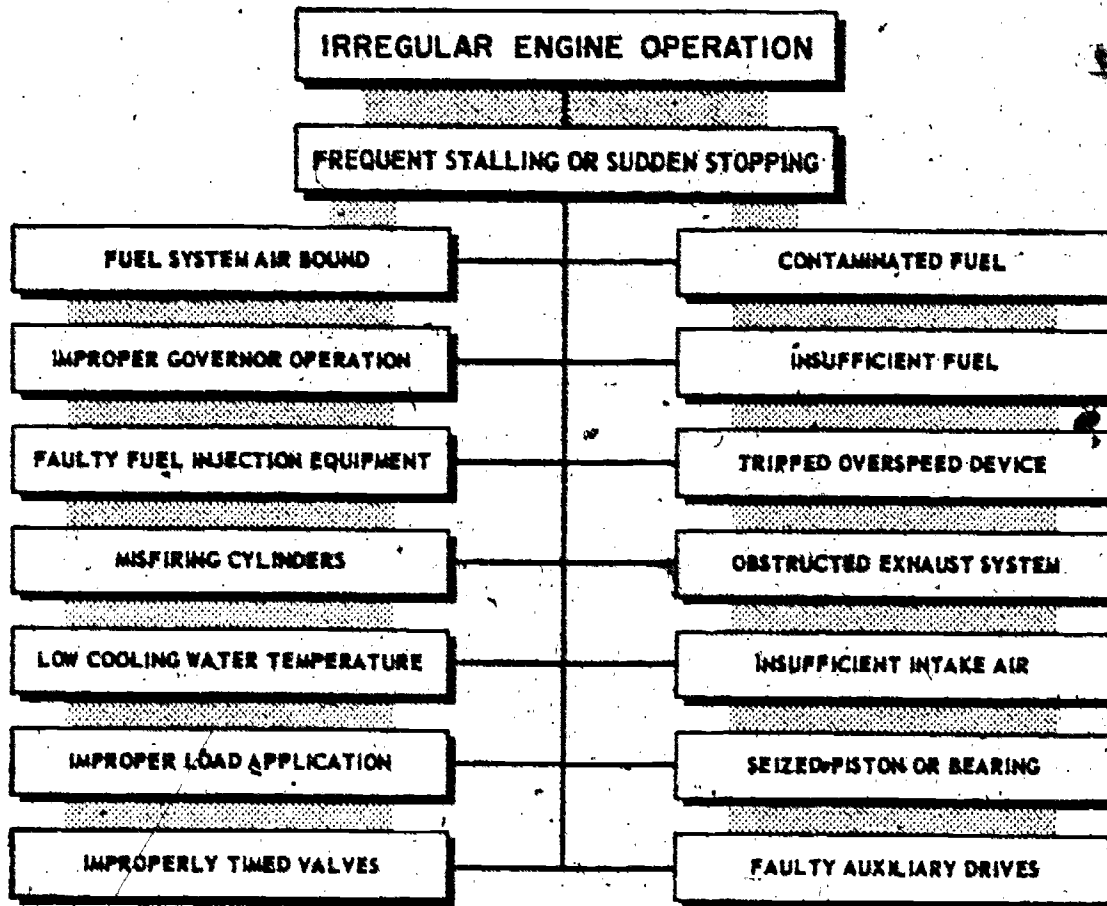 IRREGULAR ENGINE OPERATION
FREQUENT STALLING OR SUDDEN STOPPING
FUEL SYSTEM AIR BOUND
CONTAMINATED FUEL
IMPROPER GOVERNOR OPERATION
INSUFFICIENT FUEL
FAULTY FUEL INJECTION EQUIPMENT
TRIPPED OVERSPEED DEVICE
MISFIRING CYLINDERS
OBSTRUCTED EXHAUST SYSTEM
LOW COOLING WATER TEMPERATURE
INSUFFICIENT INTAKE AIR
IMPROPER LOAD APPLICATION
SEIZED PISTON OR BEARING
IMPROPERLY TIMED VALVES
FAULTY AUXILIARY DRIVES